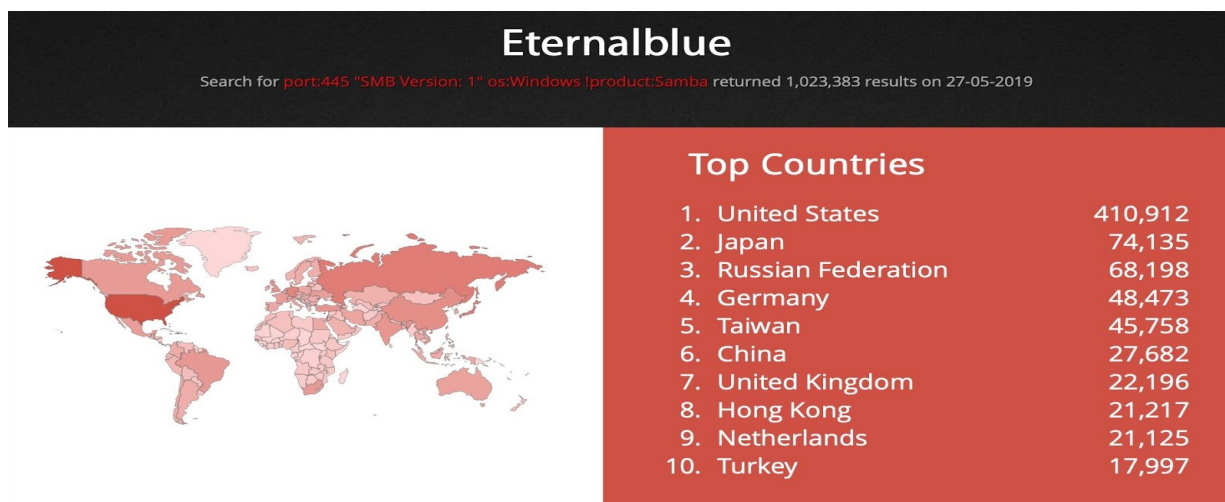 Eternalblue
Search for port:445 "SMB Version: 1" os:Windows !product:Samba returned 1,023,383 results on 27-05-2019
Top Countries
1. United States 410,912
2. Japan 74,135
3. Russian Federation 68,198
4. Germany 48,473
5. Taiwan 45,758
6. China 27,682
7. United Kingdom 22,196
8. Hong Kong 21,217
9. Netherlands 21,125
10. Turkey 17,997